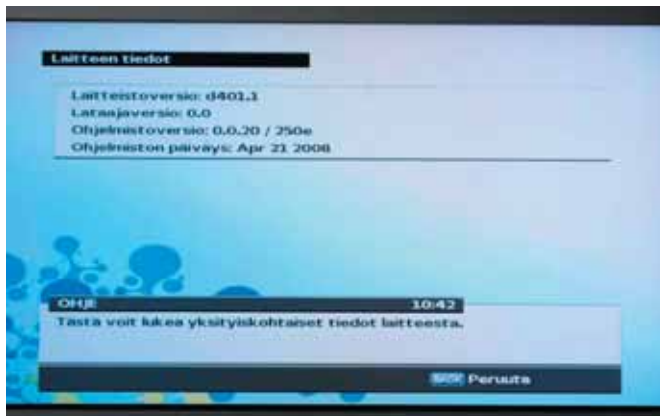 Laitteen tiedot
Laitteistoversio: d401.1
Lataajaversio: 0.0
Ohjelmistoversio: 0.0.20 / 250e
Ohjelmiston päiväys: Apr 21 2008
OHJE 10:42
Tästä voit lukea yksityiskohtaiset tiedot laitteesta.
Peruuta